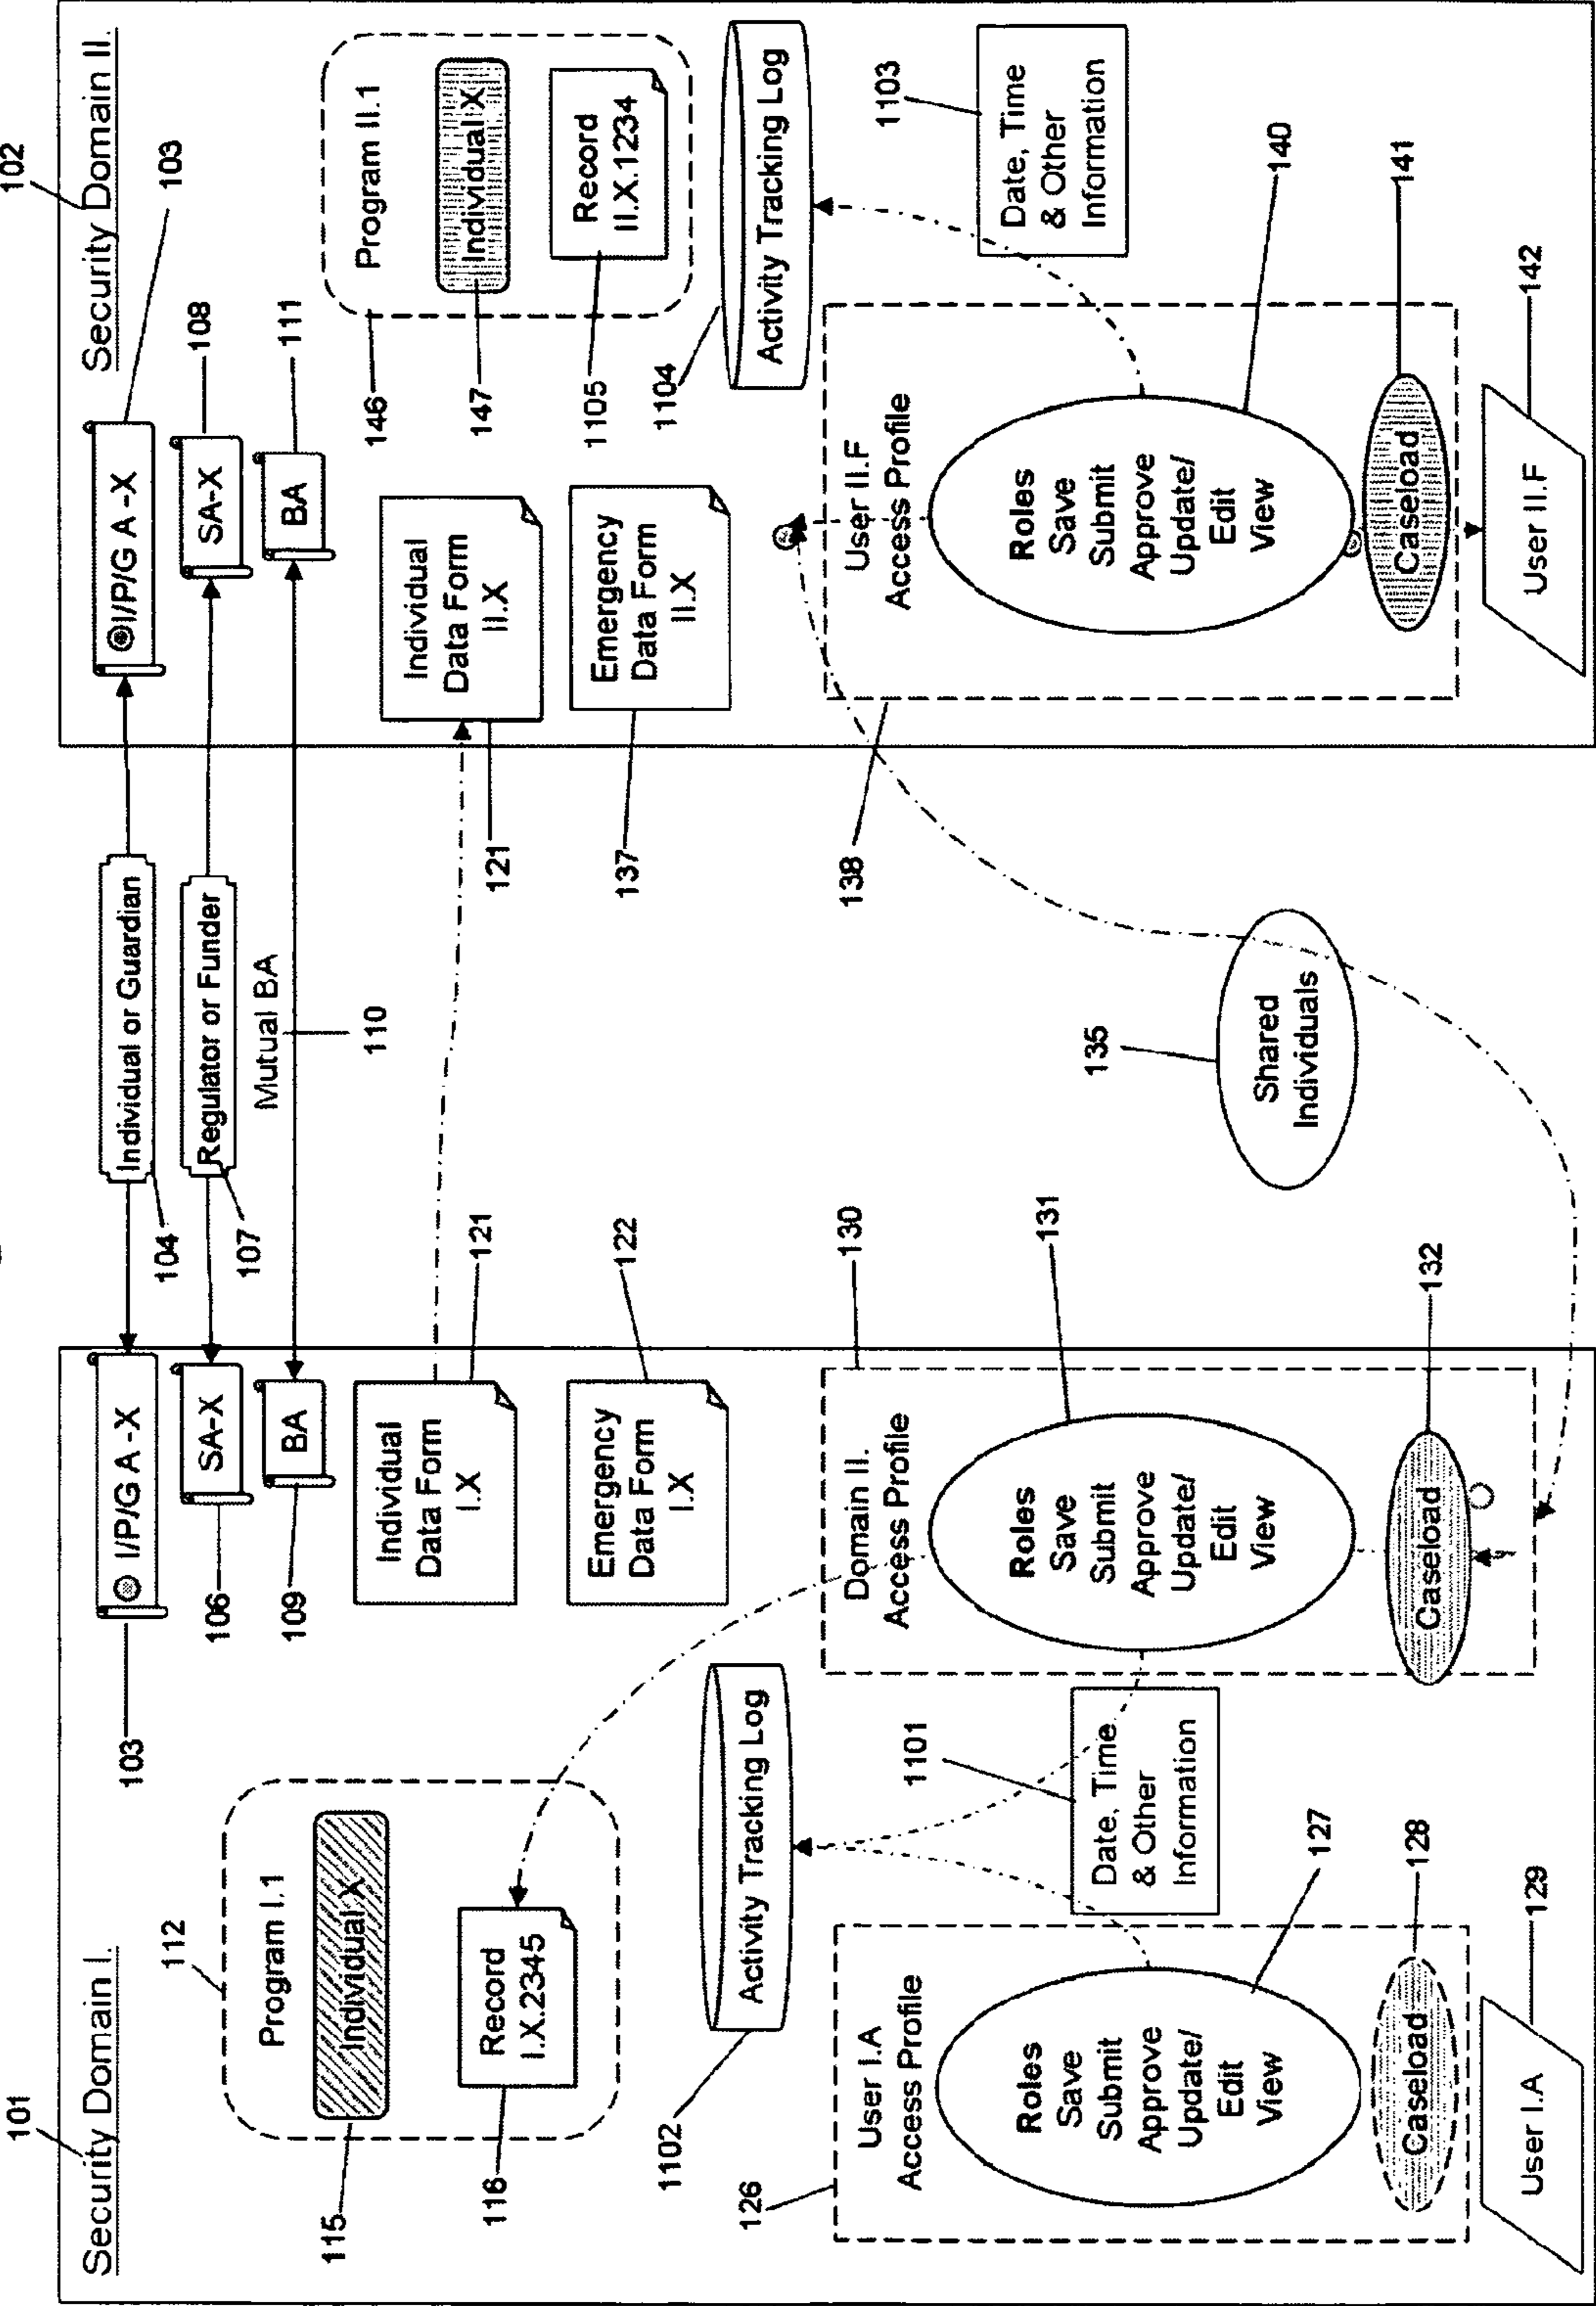 101
Security Domain I.
102
Security Domain II.
103
I/P/G A -X
104
Individual or Guardian
I/P/G A -X
103
106
SA-X
107
Regulator or Funder
SA-X
108
109
BA
Mutual BA
110
BA
111
112
Program I.1
115
Individual X
116
Record
I.X.2345
Individual
Data Form
I.X
121
Emergency
Data Form
I.X
122
Individual
Data Form
II.X
121
Emergency
Data Form
II.X
137
146
Program II.1
147
Individual X
1105
Record
II.X.1234
1102
Activity Tracking Log
1104
Activity Tracking Log
126
User I.A
Access Profile
Roles
Save
Submit
Approve
Update/
Edit
View
127
Caseload
128
User I.A
129
1101
Date, Time
& Other
Information
130
Domain II.
Access Profile
Roles
Save
Submit
Approve
Update/
Edit
View
131
Caseload
132
135
Shared
Individuals
138
User II.F
Access Profile
Roles
Save
Submit
Approve
Update/
Edit
View
140
Caseload
141
User II.F
142
1103
Date, Time
& Other
Information